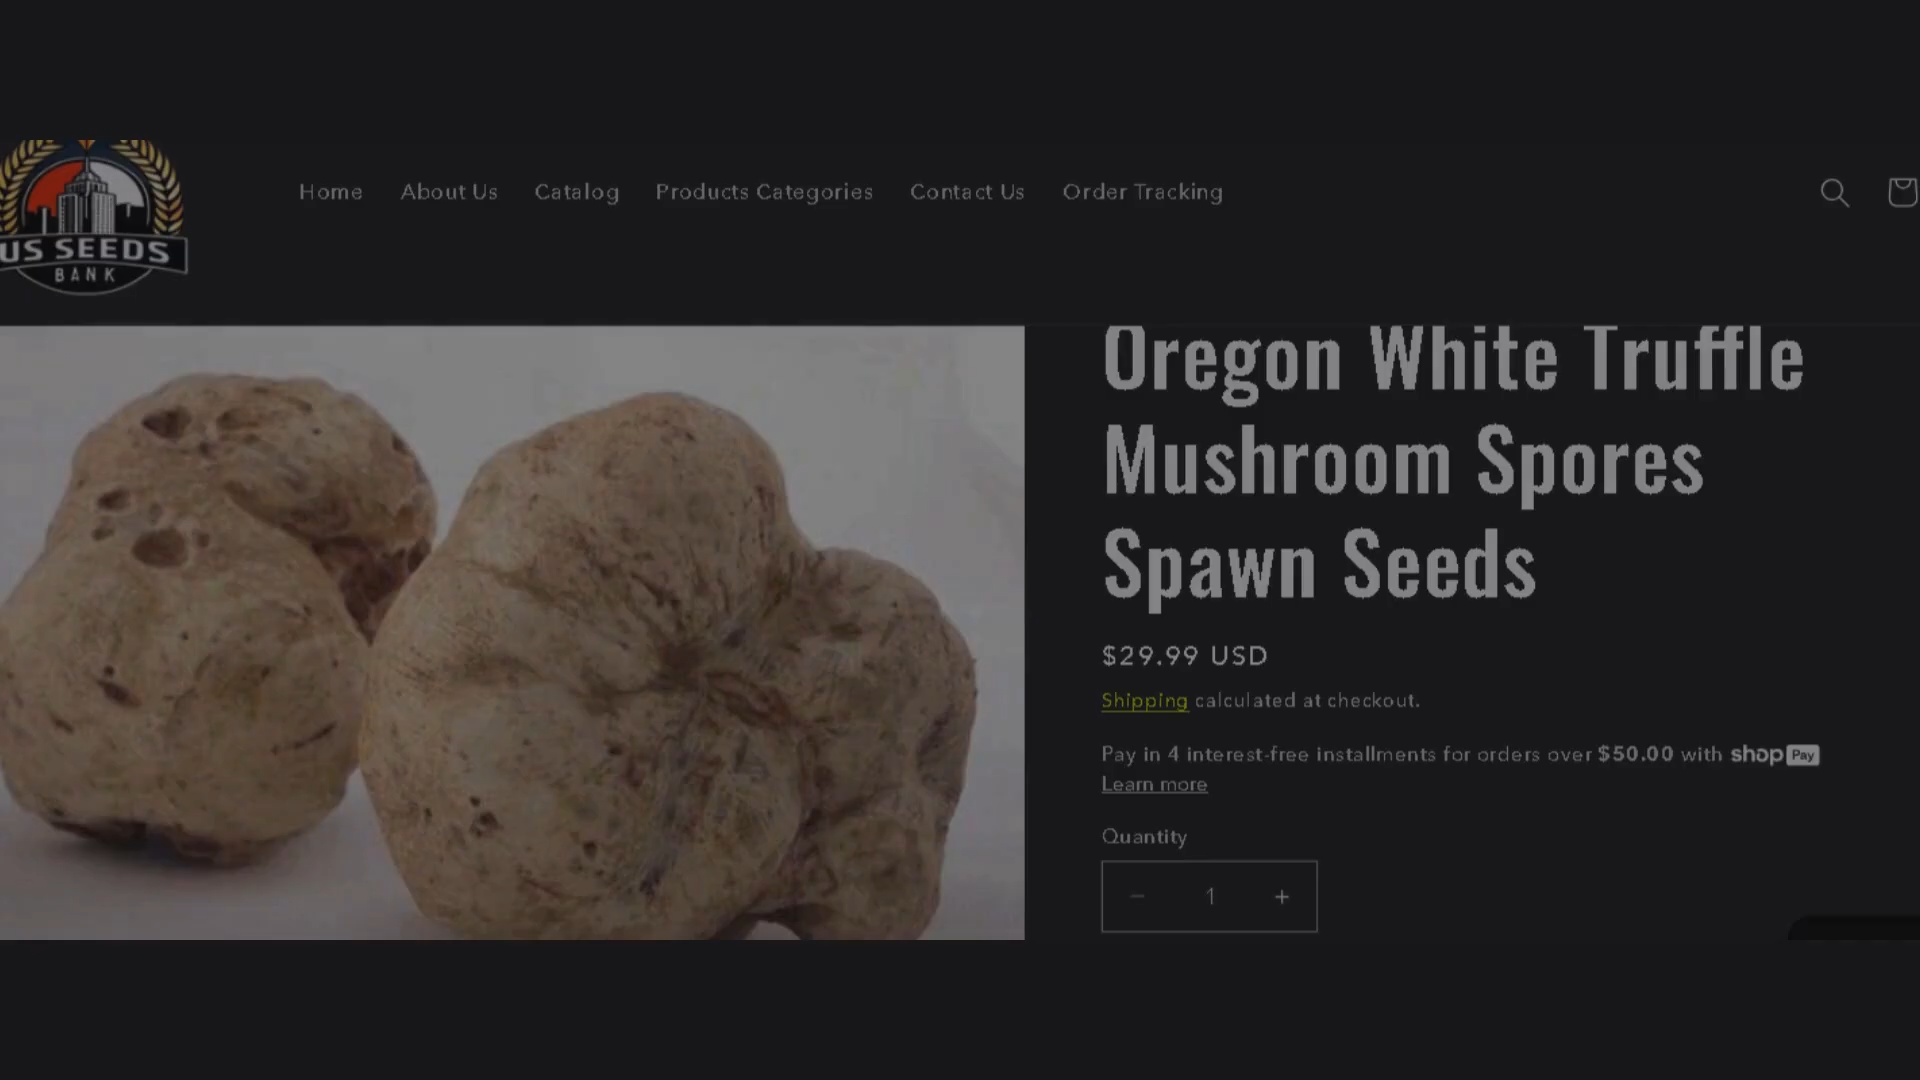 US SEEDS
BANK
Home About Us Catalog Products Categories Contact Us Order Tracking
Oregon White Truffle
Mushroom Spores
Spawn Seeds
$29.99 USD
Shipping calculated at checkout.
Pay in 4 interest-free installments for orders over $50.00 with shop Pay
Learn more
Quantity
− 1 +